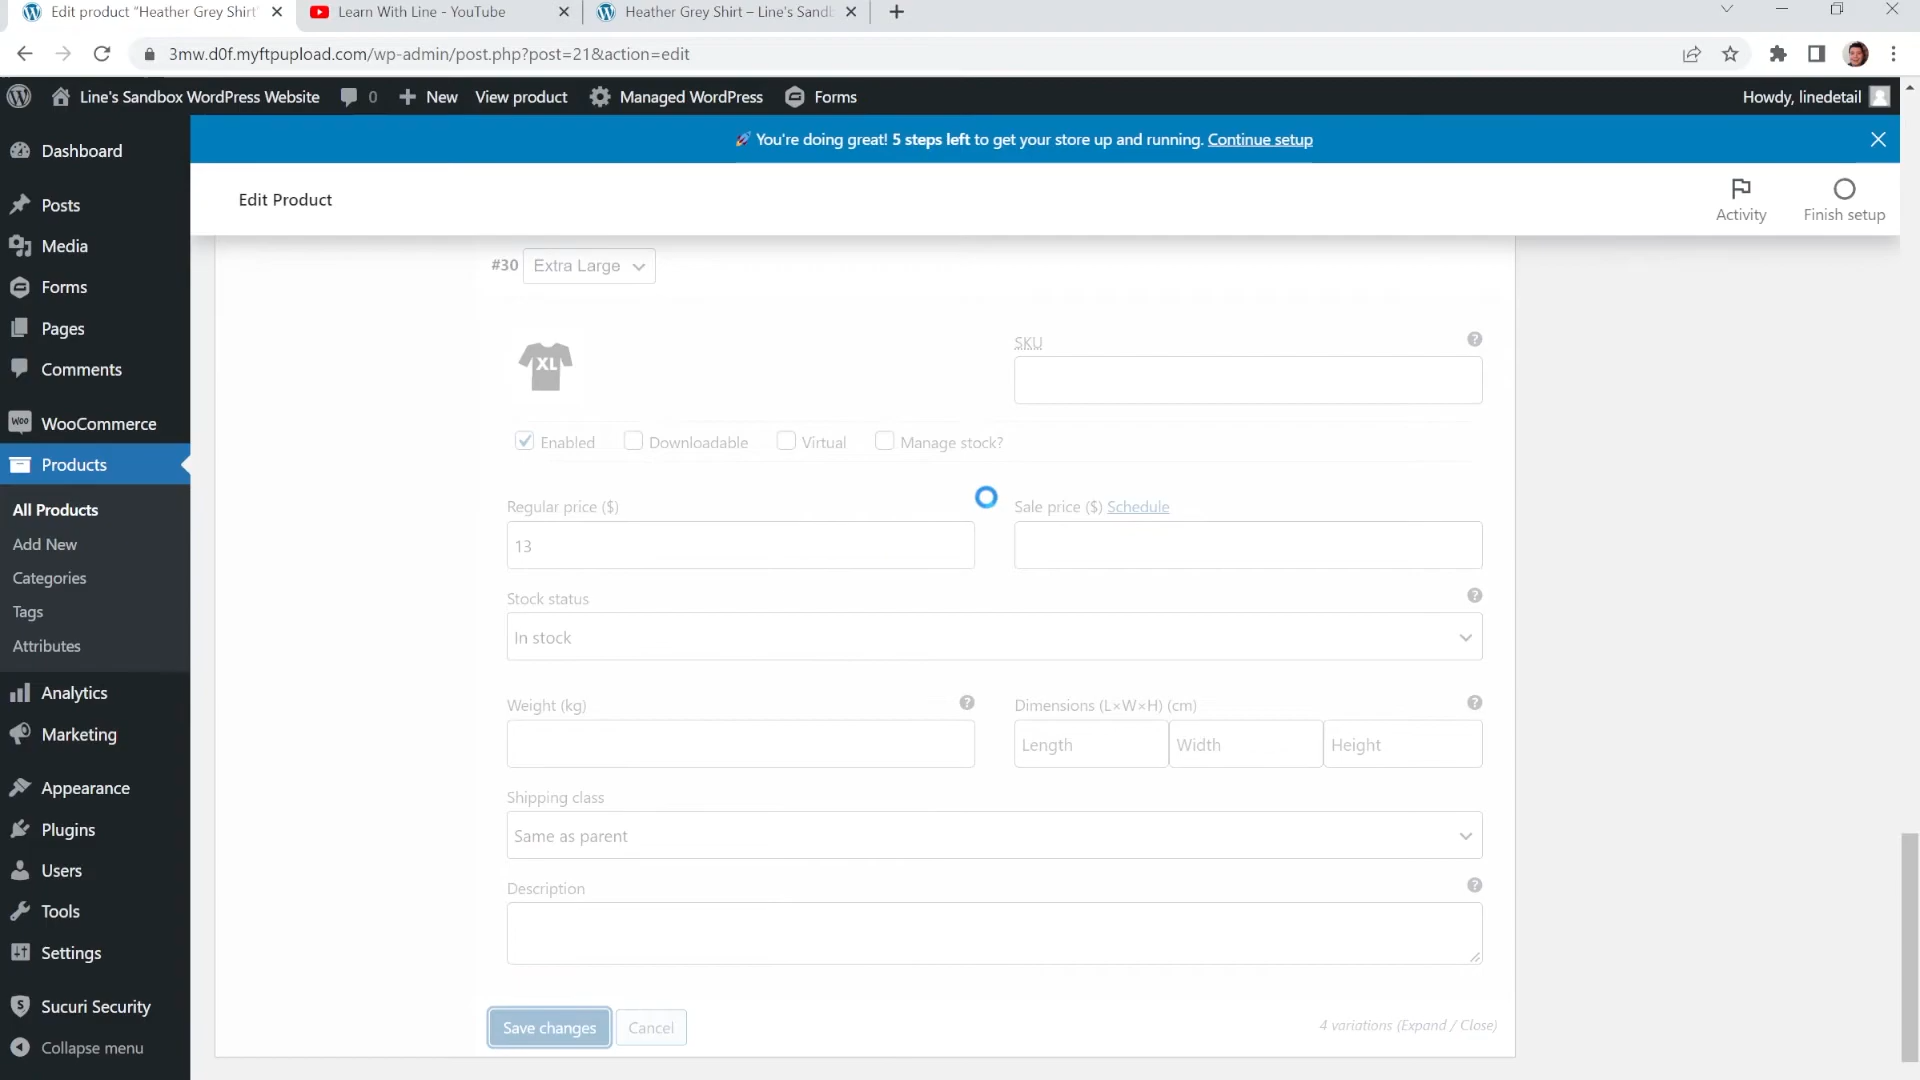 Edit product “Heather Grey Shirt”
Learn With Line - YouTube
Heather Grey Shirt – Line's Sandb
3mw.d0f.myftpupload.com/wp-admin/post.php?post=21&action=edit
Line's Sandbox WordPress Website
0
New
View product
Managed WordPress
Forms
Howdy, linedetail
🚀 You're doing great! 5 steps left to get your store up and running. Continue setup
Edit Product
Activity
Finish setup
Dashboard
Posts
Media
Forms
Pages
Comments
WooCommerce
Products
All Products
Add New
Categories
Tags
Attributes
Analytics
Marketing
Appearance
Plugins
Users
Tools
Settings
Sucuri Security
Collapse menu
#30 Extra Large
XL
SKU
Enabled
Downloadable
Virtual
Manage stock?
Regular price ($)
13
Sale price ($) Schedule
Stock status
In stock
Weight (kg)
Dimensions (L×W×H) (cm)
Length
Width
Height
Shipping class
Same as parent
Description
Save changes
Cancel
4 variations (Expand / Close)